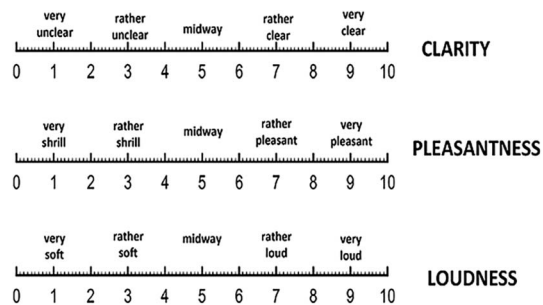 very rather midway rather very
unclear unclear clear clear
0 1 2 3 4 5 6 7 8 9 10
CLARITY
very rather midway rather very
shrill shrill pleasant pleasant
0 1 2 3 4 5 6 7 8 9 10
PLEASANTNESS
very rather midway rather very
soft soft loud loud
0 1 2 3 4 5 6 7 8 9 10
LOUDNESS